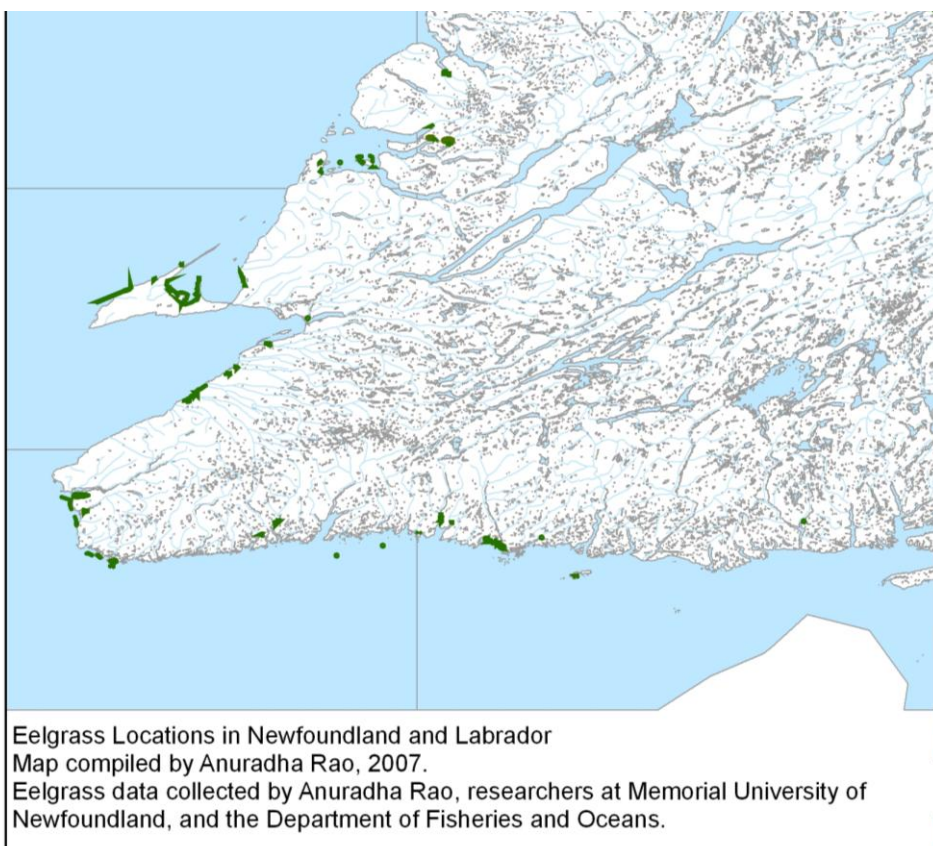 Eelgrass Locations in Newfoundland and Labrador
Map compiled by Anuradha Rao, 2007.
Eelgrass data collected by Anuradha Rao, researchers at Memorial University of
Newfoundland, and the Department of Fisheries and Oceans.